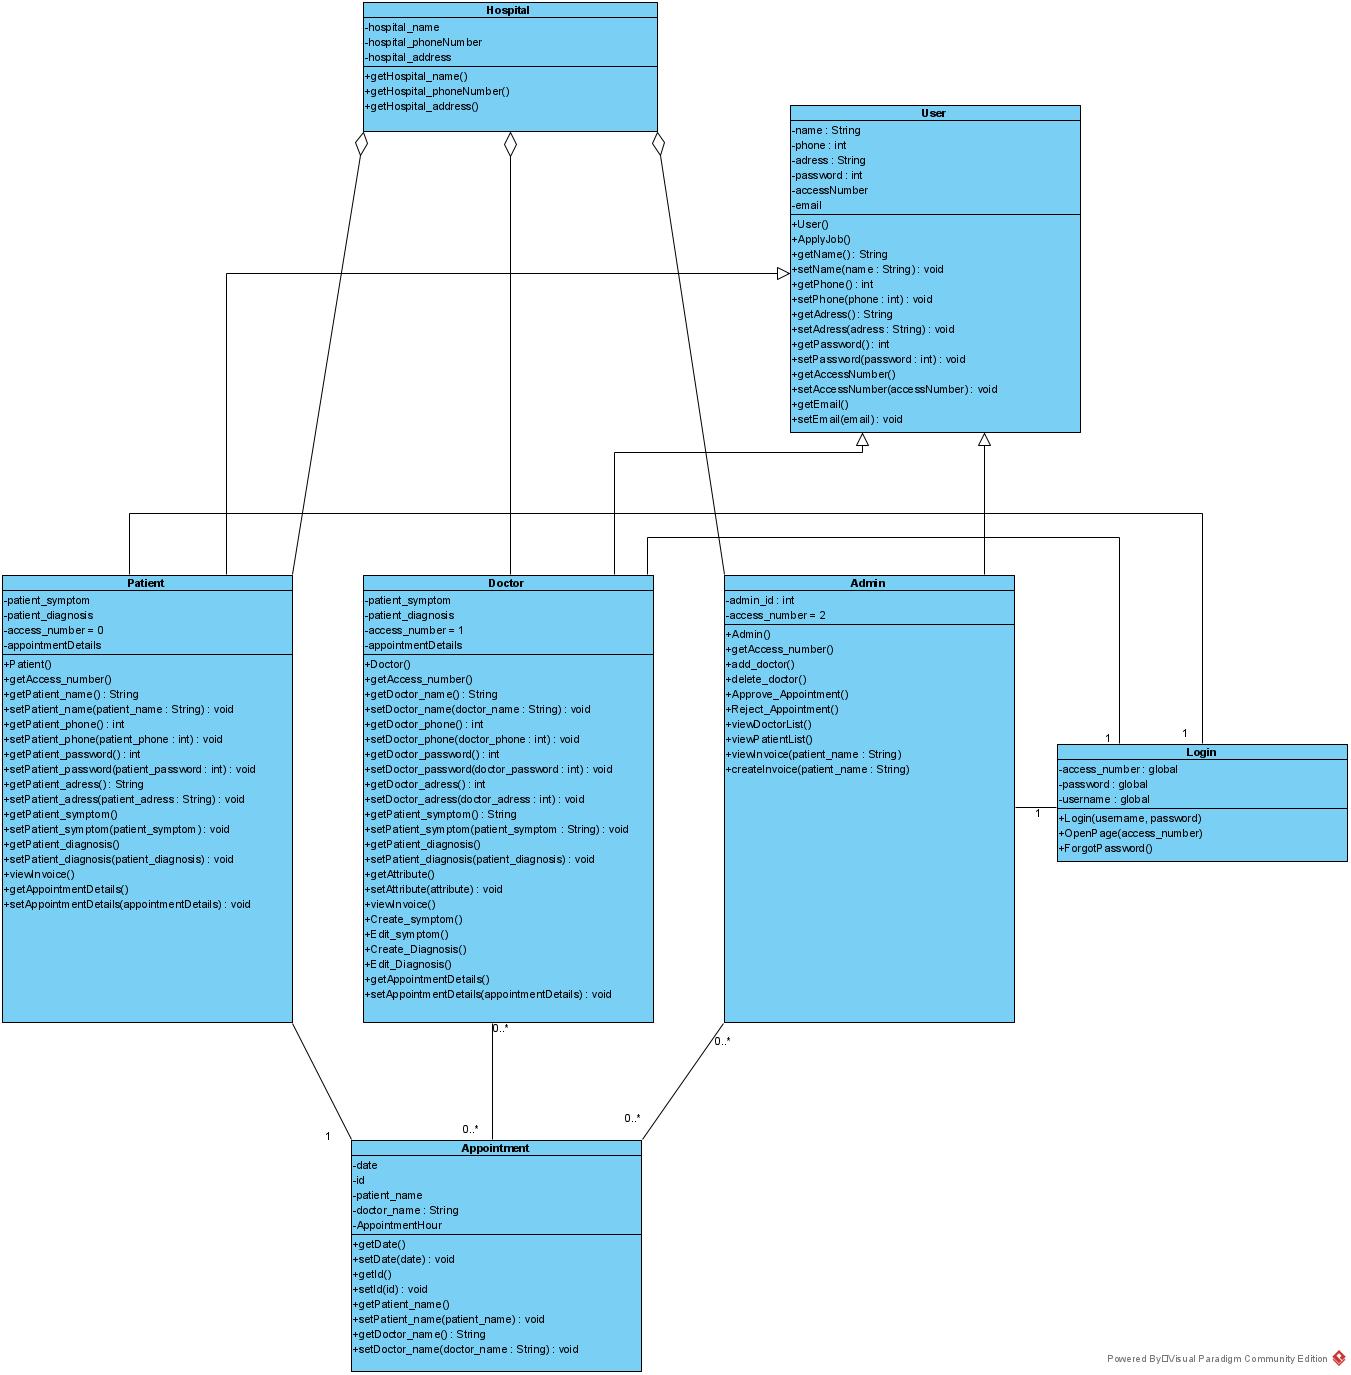 Hospital
-hospital_name
-hospital_phoneNumber
-hospital_address
+getHospital_name()
+getHospital_phoneNumber()
+getHospital_address()
User
-name : String
-phone : int
-adress : String
-password : int
-accessNumber
-email
+User()
+ApplyJob()
+getName() : String
+setName(name : String) : void
+getPhone() : int
+setPhone(phone : int) : void
+getAdress() : String
+setAdress(adress : String) : void
+getPassword() : int
+setPassword(password : int) : void
+getAccessNumber()
+setAccessNumber(accessNumber) : void
+getEmail()
+setEmail(email) : void
Patient
-patient_symptom
-patient_diagnosis
-access_number = 0
-appointmentDetails
+Patient()
+getAccess_number()
+getPatient_name() : String
+setPatient_name(patient_name : String) : void
+getPatient_phone() : int
+setPatient_phone(patient_phone : int) : void
+getPatient_password() : int
+setPatient_password(patient_password : int) : void
+getPatient_adress() : String
+setPatient_adress(patient_adress : String) : void
+getPatient_symptom()
+setPatient_symptom(patient_symptom ) : void
+getPatient_diagnosis()
+setPatient_diagnosis(patient_diagnosis) : void
+viewInvoice()
+getAppointmentDetails()
+setAppointmentDetails(appointmentDetails) : void
Doctor
-patient_symptom
-patient_diagnosis
-access_number = 1
-appointmentDetails
+Doctor()
+getAccess_number()
+getDoctor_name() : String
+setDoctor_name(doctor_name : String) : void
+getDoctor_phone() : int
+setDoctor_phone(doctor_phone : int) : void
+getDoctor_password() : int
+setDoctor_password(doctor_password : int) : void
+getDoctor_adress() : int
+setDoctor_adress(doctor_adress : int) : void
+getPatient_symptom() : String
+setPatient_symptom(patient_symptom : String) : void
+getPatient_diagnosis()
+setPatient_diagnosis(patient_diagnosis) : void
+getAttribute()
+setAttribute(attribute) : void
+viewInvoice()
+Create_symptom()
+Edit_symptom()
+Create_Diagnosis()
+Edit_Diagnosis()
+getAppointmentDetails()
+setAppointmentDetails(appointmentDetails) : void
Admin
-admin_id : int
-access_number = 2
+Admin()
+getAccess_number()
+add_doctor()
+delete_doctor()
+Approve_Appointment()
+Reject_Appointment()
+viewDoctorList()
+viewPatientList()
+viewInvoice(patient_name : String)
+createInvoice(patient_name : String)
1
1
1
Login
-access_number : global
-password : global
-username : global
+Login(username, password)
+OpenPage(access_number)
+ForgotPassword()
0..*
0..*
0..*
0..*
1
Appointment
-date
-id
-patient_name
-doctor_name : String
-AppointmentHour
+getDate()
+setDate(date) : void
+getId()
+setId(id) : void
+getPatient_name()
+setPatient_name(patient_name) : void
+getDoctor_name() : String
+setDoctor_name(doctor_name : String) : void
Powered By□Visual Paradigm Community Edition